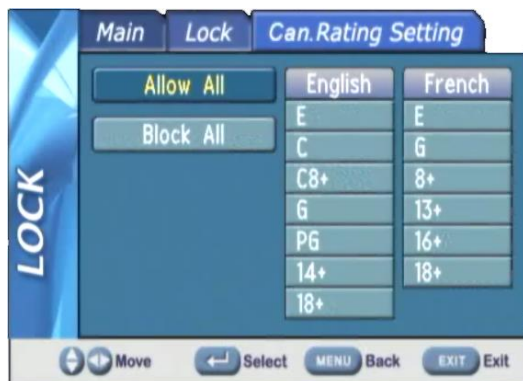 Main Lock Can.Rating Setting
LOCK
Allow All
Block All
English
E
C
C8+
G
PG
14+
18+
French
E
G
8+
13+
16+
18+
Move Select MENU Back EXIT Exit